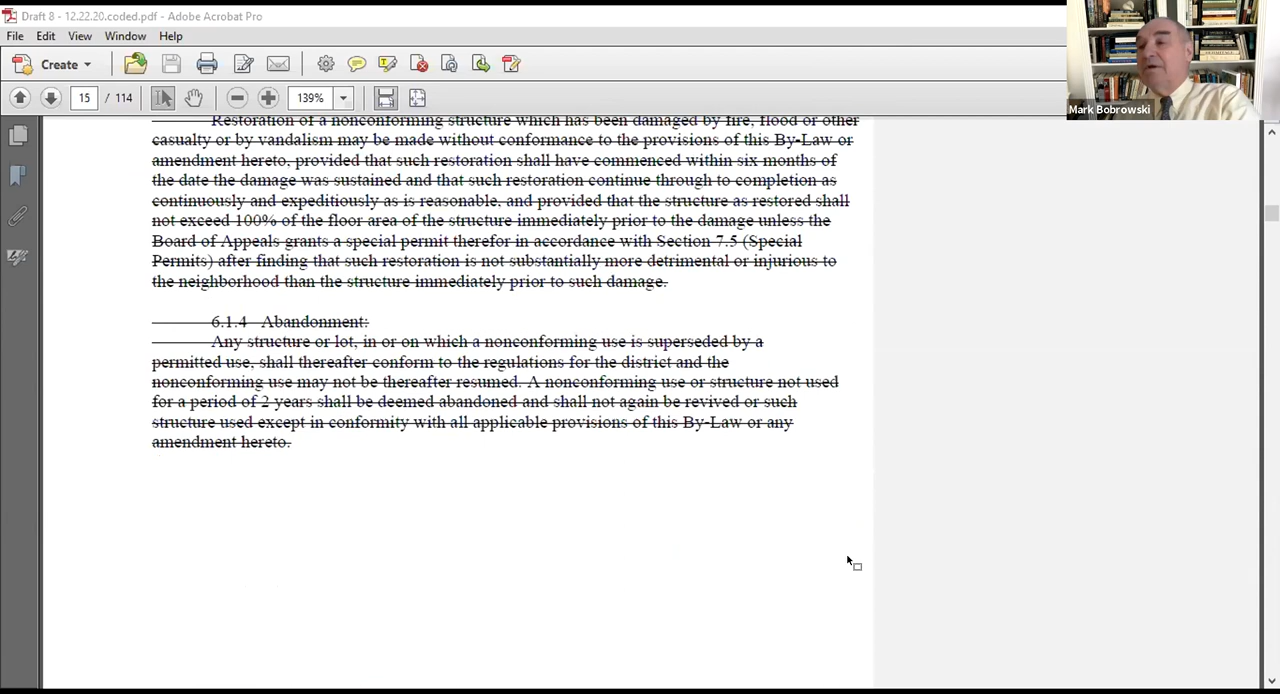 Draft 8 - 12.22.20.coded.pdf - Adobe Acrobat Pro
File Edit View Window Help
Create
15 / 114 139%
Mark Bobrowski
Restoration of a nonconforming structure which has been damaged by fire, flood or other
casualty or by vandalism may be made without conformance to the provisions of this By-Law or
amendment hereto, provided that such restoration shall have commenced within six months of
the date the damage was sustained and that such restoration continue through to completion as
continuously and expeditiously as is reasonable, and provided that the structure as restored shall
not exceed 100% of the floor area of the structure immediately prior to the damage unless the
Board of Appeals grants a special permit therefor in accordance with Section 7.5 (Special
Permits) after finding that such restoration is not substantially more detrimental or injurious to
the neighborhood than the structure immediately prior to such damage.
6.1.4 Abandonment:
Any structure or lot, in or on which a nonconforming use is superseded by a
permitted use, shall thereafter conform to the regulations for the district and the
nonconforming use may not be thereafter resumed. A nonconforming use or structure not used
for a period of 2 years shall be deemed abandoned and shall not again be revived or such
structure used except in conformity with all applicable provisions of this By-Law or any
amendment hereto.